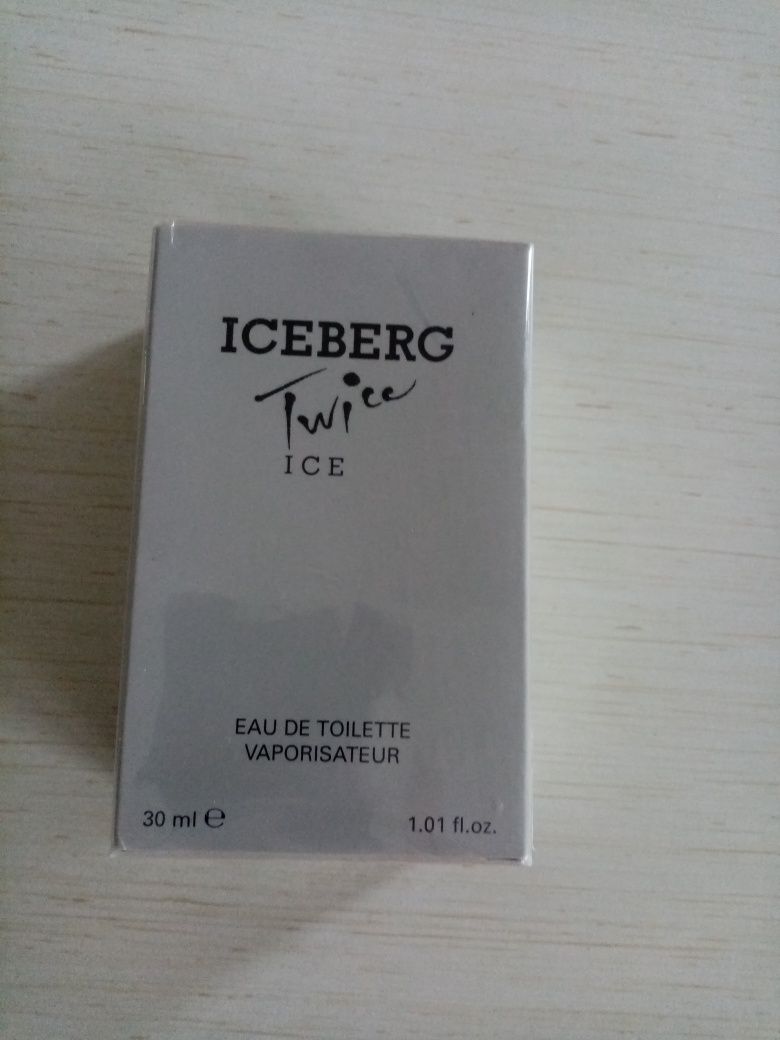 ICEBERG
Twice
ICE
EAU DE TOILETTE
VAPORISATEUR
30 ml ℮
1.01 fl.oz.